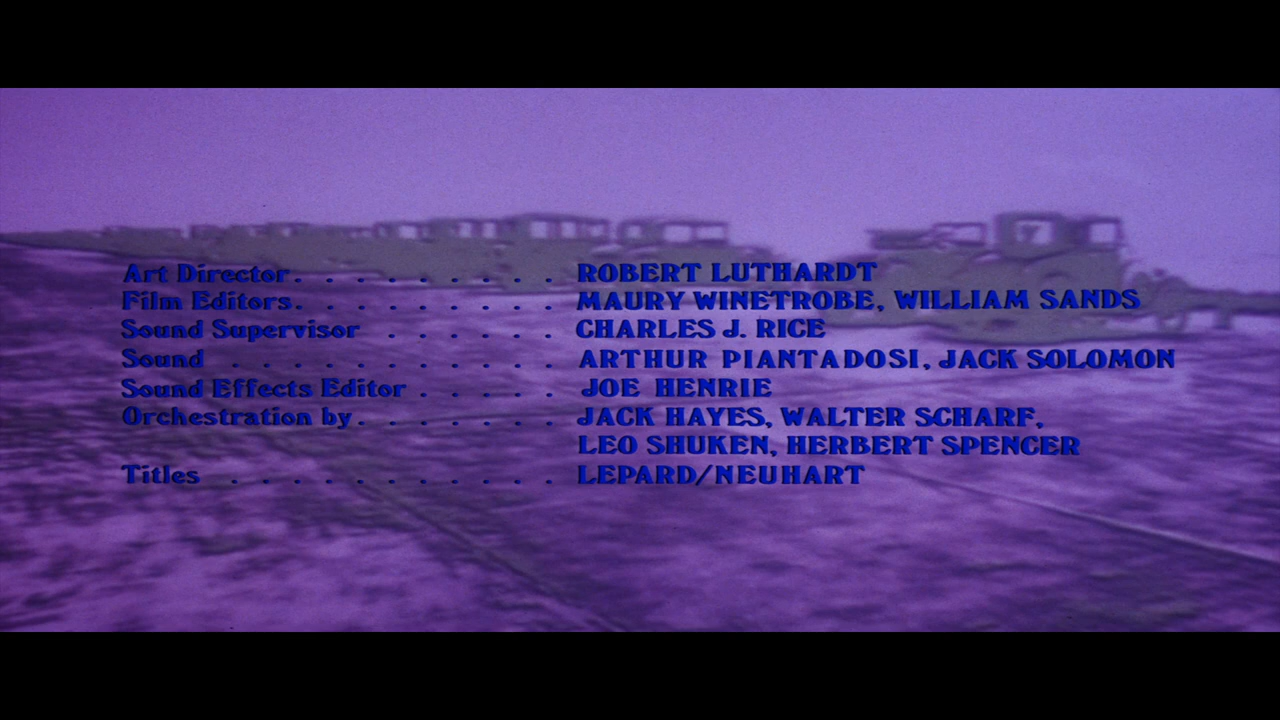 Art Director. . . . . . . . . ROBERT LUTHARDT
Film Editors. . . . . . . . . MAURY WINETROBE, WILLIAM SANDS
Sound Supervisor . . . . . . CHARLES J. RICE
Sound . . . . . . . . . . . ARTHUR PIANTADOSI, JACK SOLOMON
Sound Effects Editor . . . . . JOE HENRIE
Orchestration by. . . . . . . JACK HAYES, WALTER SCHARF,
LEO SHUKEN, HERBERT SPENCER
Titles . . . . . . . . . . . LEPARD/NEUHART